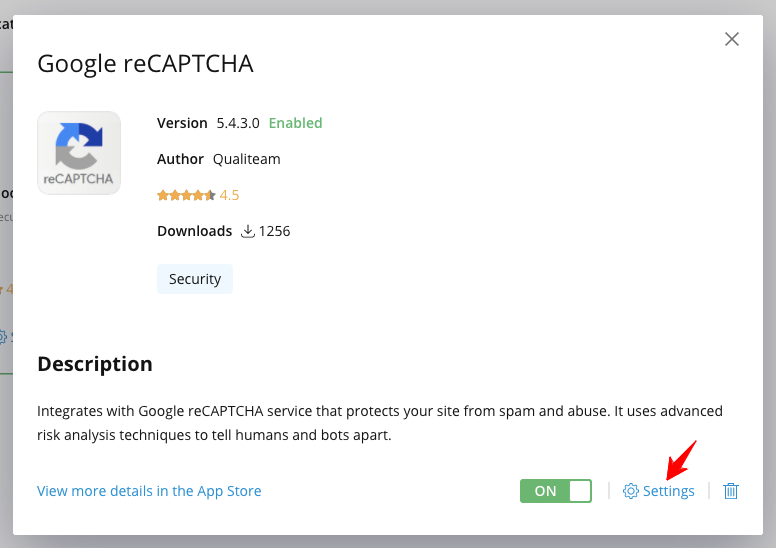 Google reCAPTCHA
reCAPTCHA
Version 5.4.3.0 Enabled
Author Qualiteam
4.5
Downloads 1256
Security
Description
Integrates with Google reCAPTCHA service that protects your site from spam and abuse. It uses advanced
risk analysis techniques to tell humans and bots apart.
View more details in the App Store
ON
Settings